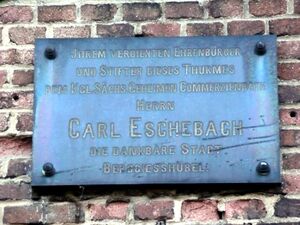 Ihrem verdienten Ehrenbürger
und Stifter dieses Thurmes
dem Kgl. Sächs. Geheimen Commerzienrath
Herrn
Carl Eschebach
die dankbare Stadt
Berggiesshübel.